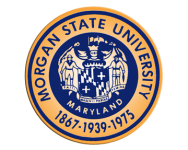 MORGAN STATE UNIVERSITY
MARYLAND
1867-1939-1975